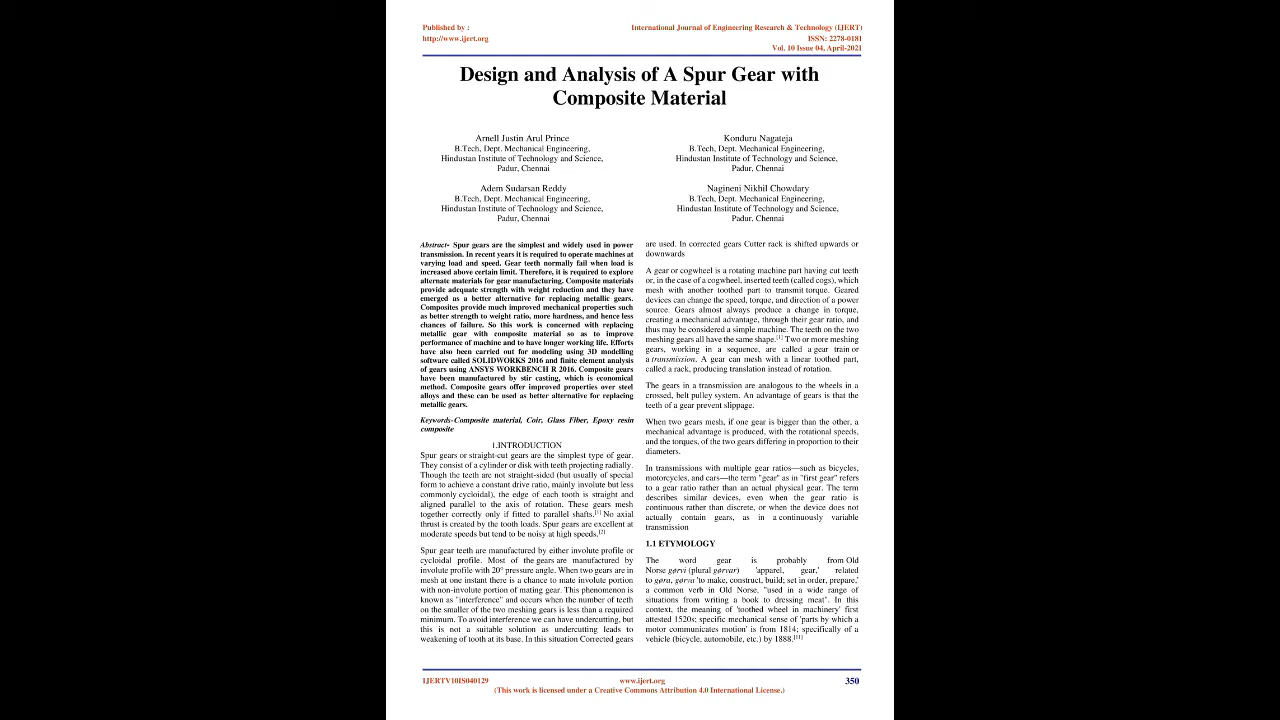 Published by :
http://www.ijert.org
International Journal of Engineering Research & Technology (IJERT)
ISSN: 2278-0181
Vol. 10 Issue 04, April-2021
Design and Analysis of A Spur Gear with
Composite Material
Arnell Justin Arul Prince
B.Tech, Dept. Mechanical Engineering,
Hindustan Institute of Technology and Science,
Padur, Chennai
Konduru Nagateja
B.Tech, Dept. Mechanical Engineering,
Hindustan Institute of Technology and Science,
Padur, Chennai
Adem Sudarsan Reddy
B.Tech, Dept. Mechanical Engineering,
Hindustan Institute of Technology and Science,
Padur, Chennai
Nagineni Nikhil Chowdary
B.Tech, Dept. Mechanical Engineering,
Hindustan Institute of Technology and Science,
Padur, Chennai
Abstract- Spur gears are the simplest and widely used in power
transmission. In recent years it is required to operate machines at
varying load and speed. Gear teeth normally fail when load is
increased above certain limit. Therefore, it is required to explore
alternate materials for gear manufacturing. Composite materials
provide adequate strength with weight reduction and they have
emerged as a better alternative for replacing metallic gears.
Composites provide much improved mechanical properties such
as better strength to weight ratio, more hardness, and hence less
chances of failure. So this work is concerned with replacing
metallic gear with composite material so as to improve
performance of machine and to have longer working life. Efforts
have also been carried out for modeling using 3D modelling
software called SOLIDWORKS 2016 and finite element analysis
of gears using ANSYS WORKBENCH R 2016. Composite gears
have been manufactured by stir casting, which is economical
method. Composite gears offer improved properties over steel
alloys and these can be used as better alternative for replacing
metallic gears.
Keywords-Composite material, Coir, Glass Fiber, Epoxy resin
composite
1.INTRODUCTION
Spur gears or straight-cut gears are the simplest type of gear.
They consist of a cylinder or disk with teeth projecting radially.
Though the teeth are not straight-sided (but usually of special
form to achieve a constant drive ratio, mainly involute but less
commonly cycloidal), the edge of each tooth is straight and
aligned parallel to the axis of rotation. These gears mesh
together correctly only if fitted to parallel shafts.[1] No axial
thrust is created by the tooth loads. Spur gears are excellent at
moderate speeds but tend to be noisy at high speeds.[2]
Spur gear teeth are manufactured by either involute profile or
cycloidal profile. Most of the gears are manufactured by
involute profile with 20° pressure angle. When two gears are in
mesh at one instant there is a chance to mate involute portion
with non-involute portion of mating gear. This phenomenon is
known as "interference" and occurs when the number of teeth
on the smaller of the two meshing gears is less than a required
minimum. To avoid interference we can have undercutting, but
this is not a suitable solution as undercutting leads to
weakening of tooth at its base. In this situation Corrected gears
are used. In corrected gears Cutter rack is shifted upwards or
downwards
A gear or cogwheel is a rotating machine part having cut teeth
or, in the case of a cogwheel, inserted teeth (called cogs), which
mesh with another toothed part to transmit torque. Geared
devices can change the speed, torque, and direction of a power
source. Gears almost always produce a change in torque,
creating a mechanical advantage, through their gear ratio, and
thus may be considered a simple machine. The teeth on the two
meshing gears all have the same shape.[1] Two or more meshing
gears, working in a sequence, are called a gear train or
a transmission. A gear can mesh with a linear toothed part,
called a rack, producing translation instead of rotation.
The gears in a transmission are analogous to the wheels in a
crossed, belt pulley system. An advantage of gears is that the
teeth of a gear prevent slippage.
When two gears mesh, if one gear is bigger than the other, a
mechanical advantage is produced, with the rotational speeds,
and the torques, of the two gears differing in proportion to their
diameters.
In transmissions with multiple gear ratios—such as bicycles,
motorcycles, and cars—the term "gear" as in "first gear" refers
to a gear ratio rather than an actual physical gear. The term
describes similar devices, even when the gear ratio is
continuous rather than discrete, or when the device does not
actually contain gears, as in a continuously variable
transmission
1.1 ETYMOLOGY
The word gear is probably from Old
Norse gørvi (plural gørvar) 'apparel, gear,' related
to gøra, gørva 'to make, construct, build; set in order, prepare,'
a common verb in Old Norse, "used in a wide range of
situations from writing a book to dressing meat". In this
context, the meaning of 'toothed wheel in machinery' first
attested 1520s; specific mechanical sense of 'parts by which a
motor communicates motion' is from 1814; specifically of a
vehicle (bicycle, automobile, etc.) by 1888.[11]
IJERTV10IS040129
www.ijert.org
350
(This work is licensed under a Creative Commons Attribution 4.0 International License.)